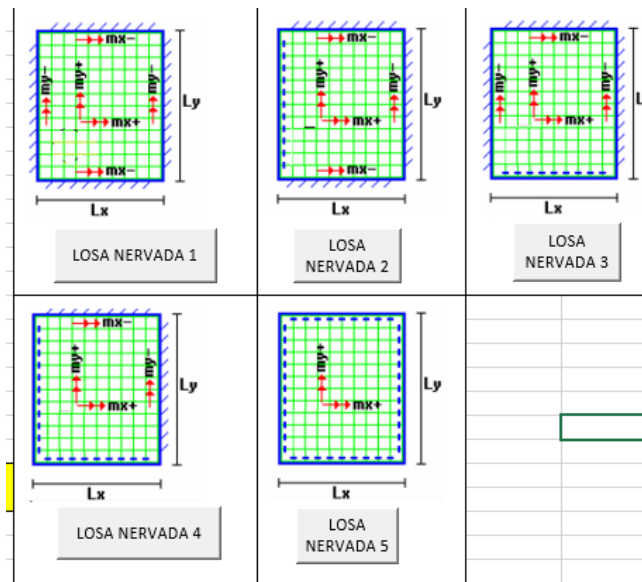 mx-
my-
my+
my-
Ly
mx+
mx-
Lx
LOSA NERVADA 1
mx-
my+
my-
Ly
mx+
mx-
Lx
LOSA
NERVADA 2
mx-
my-
my+
my-
mx+
Lx
LOSA
NERVADA 3
mx-
my+
my-
Ly
mx+
Lx
LOSA NERVADA 4
my+
Ly
mx+
Lx
LOSA
NERVADA 5